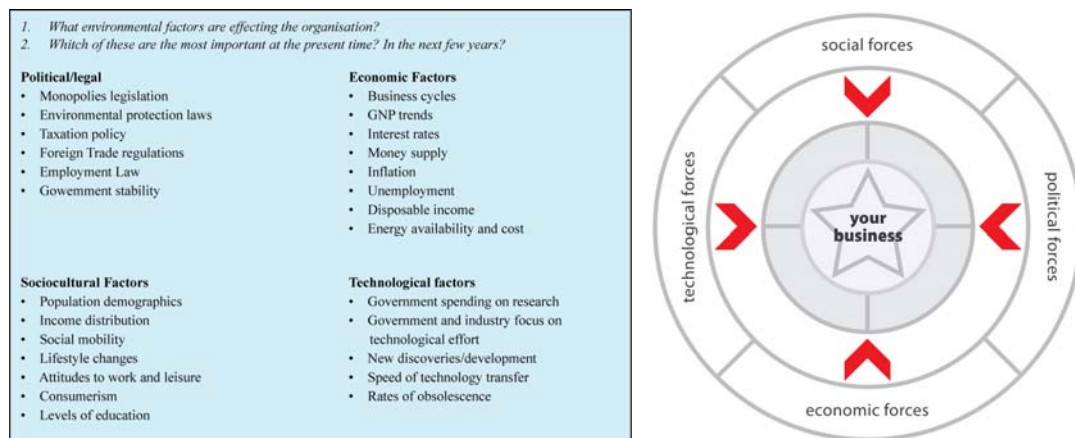 1. What environmental factors are effecting the organisation?
2. Which of these are the most important at the present time? In the next few years?
Political/legal
• Monopolies legislation
• Environmental protection laws
• Taxation policy
• Foreign Trade regulations
• Employment Law
• Gowemment stability
Economic Factors
• Business cycles
• GNP trends
• Interest rates
• Money supply
• Inflation
• Unemployment
• Disposable income
• Energy availability and cost
Sociocultural Factors
• Population demographics
• Income distribution
• Social mobility
• Lifestyle changes
• Attitudes to work and leisure
• Consumerism
• Levels of education
Technological factors
• Government spending on research
• Government and industry focus on
technological effort
• New discoveries/development
• Speed of technology transfer
• Rates of obsolescence
social forces
technological forces
your
business
political forces
economic forces